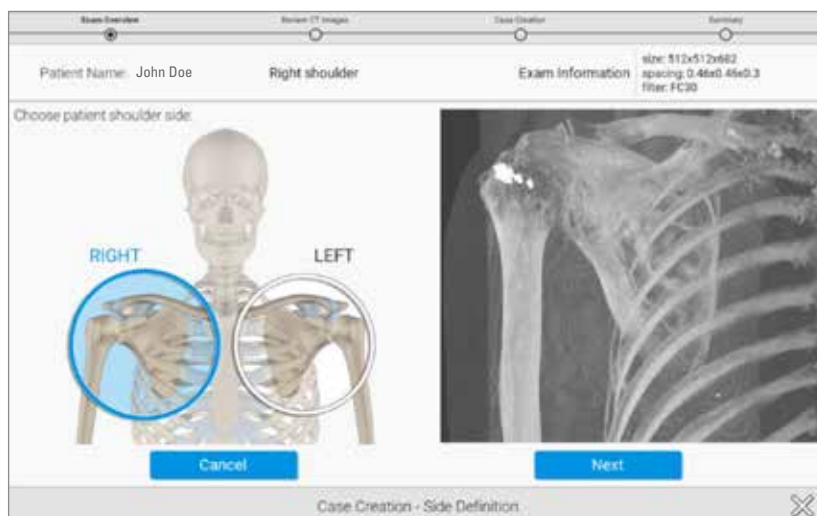 Exam Overview
Review CT Images
Case Creation
Summary
Patient Name: John Doe
Right shoulder
Exam Information
size: 512x512x602
spacing: 0.46x0.46x0.3
filter: FC30
Choose patient shoulder side:
RIGHT
LEFT
Cancel
Next
Case Creation - Side Definition